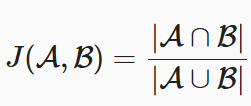 J(𝒜, ℬ) = |𝒜 ∩ ℬ| / |𝒜 ∪ ℬ|